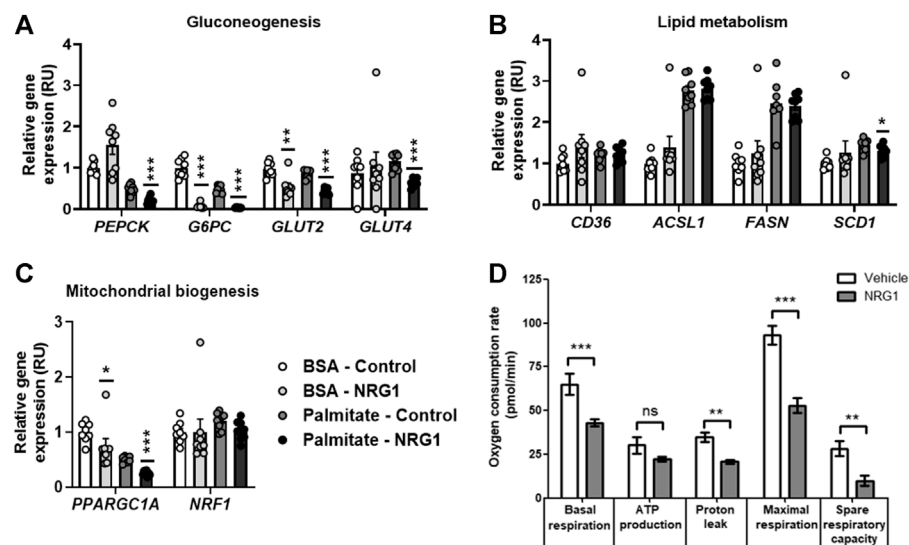 A
Gluconeogenesis
Relative gene
expression (RU)
4
3
2
1
0
***
***
***
**
***
***
PEPCK G6PC GLUT2 GLUT4
B
Lipid metabolism
Relative gene
expression (RU)
4
3
2
1
0
*
CD36 ACSL1 FASN SCD1
C
Mitochondrial biogenesis
Relative gene
expression (RU)
3
2
1
0
*
***
PPARGC1A NRF1
BSA - Control
BSA - NRG1
Palmitate - Control
Palmitate - NRG1
D
Vehicle
NRG1
Oxygen consumption rate
(pmol/min)
125
100
75
50
25
0
***
ns
**
***
**
Basal
respiration
ATP
production
Proton
leak
Maximal
respiration
Spare
respiratory
capacity